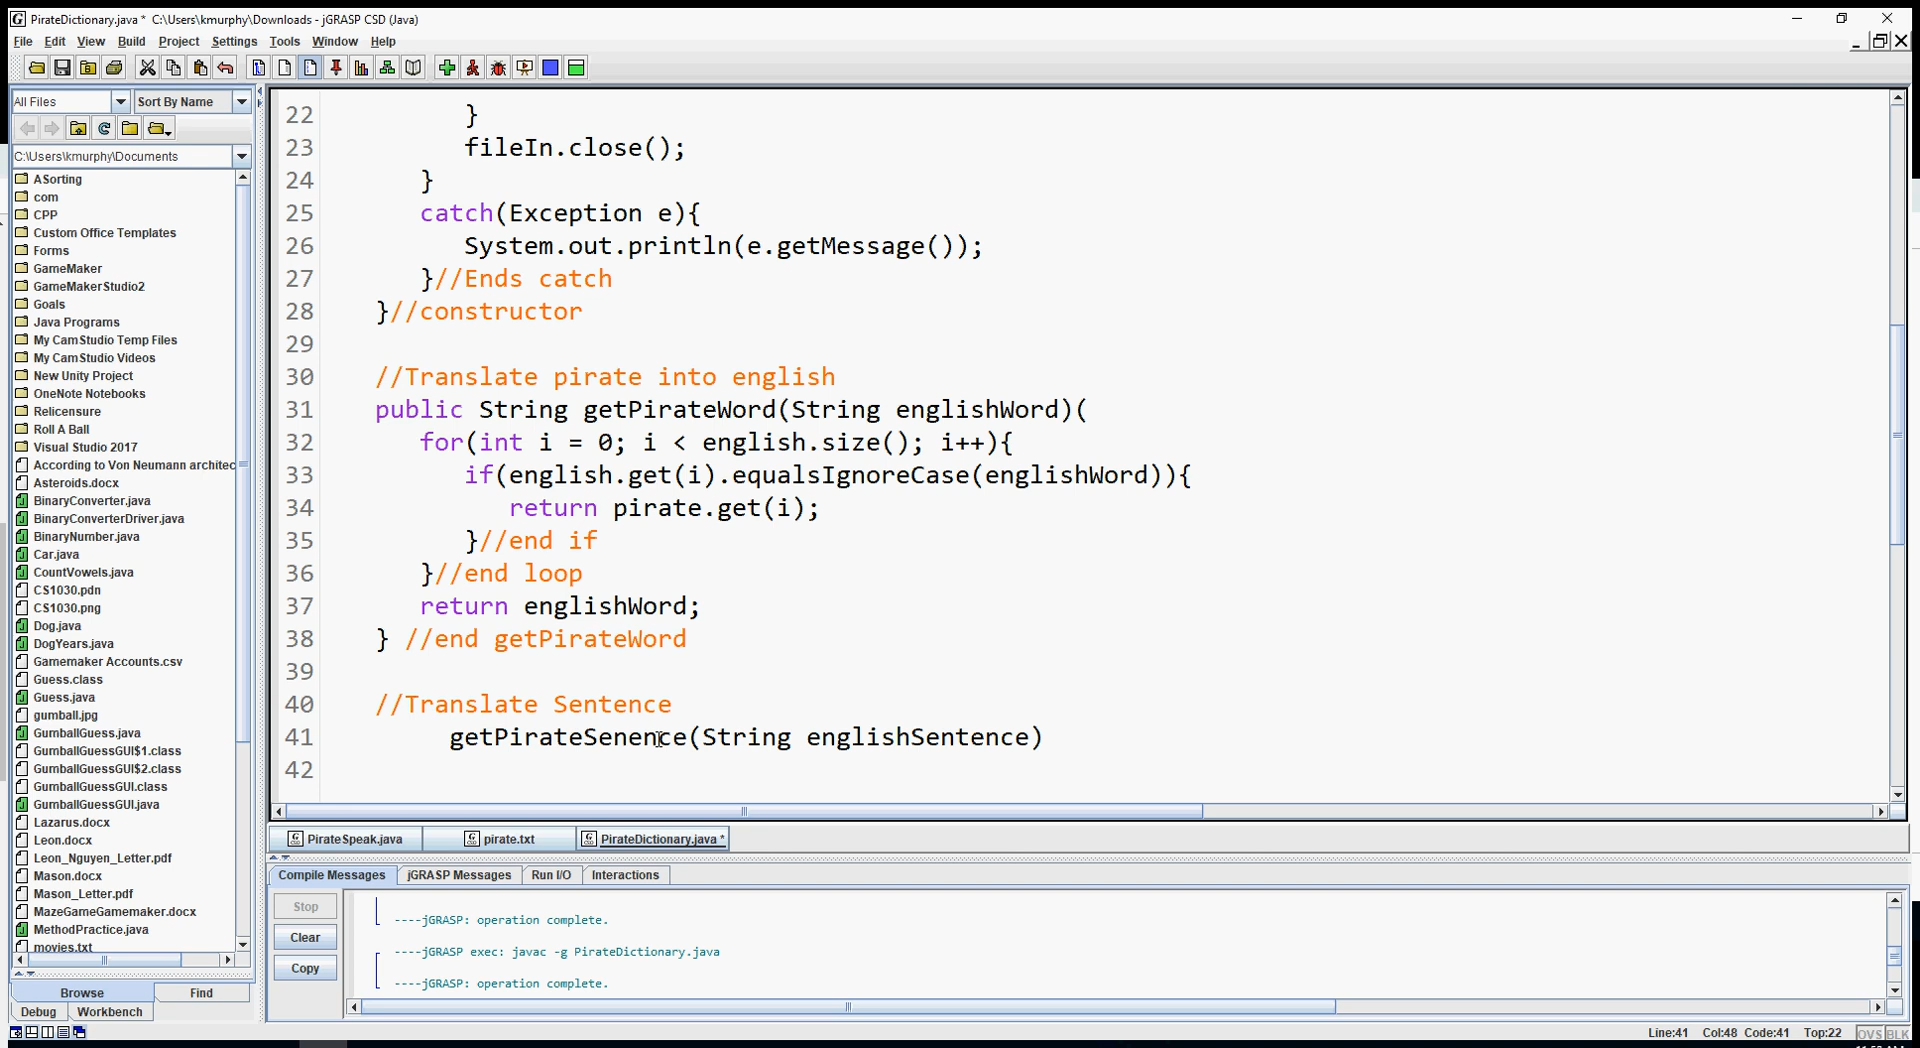 PirateDictionary.java * C:\Users\kmurphy\Downloads - jGRASP CSD (Java)
File Edit View Build Project Settings Tools Window Help
All Files Sort By Name
C:\Users\kmurphy\Documents
ASorting
com
CPP
Custom Office Templates
Forms
GameMaker
GameMakerStudio2
Goals
Java Programs
My CamStudio Temp Files
My CamStudio Videos
New Unity Project
OneNote Notebooks
Relicensure
Roll A Ball
Visual Studio 2017
According to Von Neumann architec
Asteroids.docx
BinaryConverter.java
BinaryConverterDriver.java
BinaryNumber.java
Car.java
CountVowels.java
CS1030.pdn
CS1030.png
Dog.java
DogYears.java
Gamemaker Accounts.csv
Guess.class
Guess.java
gumball.jpg
GumballGuess.java
GumballGuessGUI$1.class
GumballGuessGUI$2.class
GumballGuessGUI.class
GumballGuessGUI.java
Lazarus.docx
Leon.docx
Leon_Nguyen_Letter.pdf
Mason.docx
Mason_Letter.pdf
MazeGameGamemaker.docx
MethodPractice.java
movies.txt
Browse Find
Debug Workbench
22 }
23 fileIn.close();
24 }
25 catch(Exception e){
26 System.out.println(e.getMessage());
27 }//Ends catch
28 }//constructor
29
30 //Translate pirate into english
31 public String getPirateWord(String englishWord)(
32 for(int i = 0; i < english.size(); i++){
33 if(english.get(i).equalsIgnoreCase(englishWord)){
34 return pirate.get(i);
35 }//end if
36 }//end loop
37 return englishWord;
38 } //end getPirateWord
39
40 //Translate Sentence
41 getPirateSenence(String englishSentence)
42
PirateSpeak.java pirate.txt PirateDictionary.java *
Compile Messages jGRASP Messages Run I/O Interactions
Stop
Clear
Copy
----jGRASP: operation complete.
----jGRASP exec: javac -g PirateDictionary.java
----jGRASP: operation complete.
Line:41 Col:48 Code:41 Top:22 OVS BLK